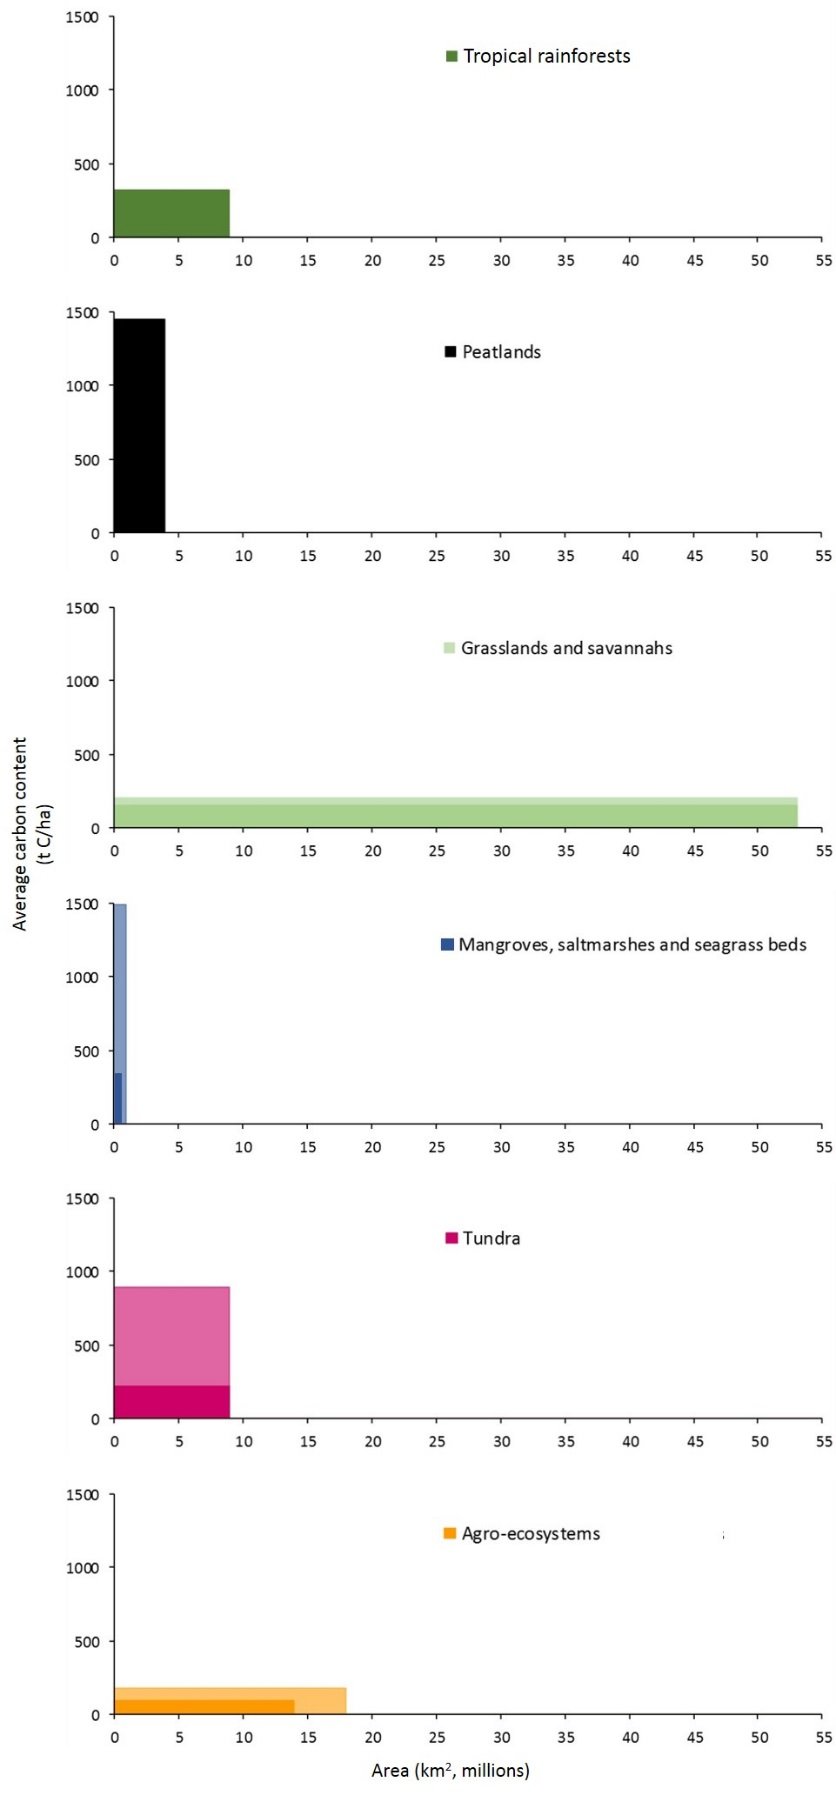 1500
Tropical rainforests
1000
500
0
0 5 10 15 20 25 30 35 40 45 50 55
1500
Peatlands
1000
500
0
0 5 10 15 20 25 30 35 40 45 50 55
1500
Grasslands and savannahs
1000
500
0
0 5 10 15 20 25 30 35 40 45 50 55
Average carbon content
(t C/ha)
1500
Mangroves, saltmarshes and seagrass beds
1000
500
0
0 5 10 15 20 25 30 35 40 45 50 55
1500
Tundra
1000
500
0
0 5 10 15 20 25 30 35 40 45 50 55
1500
Agro-ecosystems
1000
500
0
0 5 10 15 20 25 30 35 40 45 50 55
Area (km², millions)